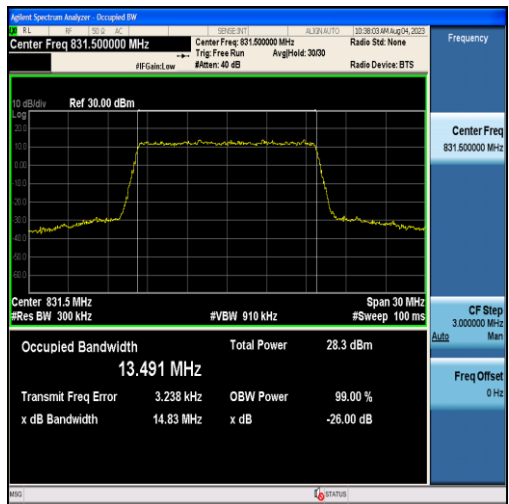 Agilent Spectrum Analyzer - Occupied BW
RL RF 50 Ω AC SENSE:INT ALIGN AUTO 10:38:03 AM Aug 04, 2023
Center Freq 831.500000 MHz Center Freq: 831.500000 MHz Radio Std: None Frequency
Trig: Free Run Avg|Hold: 30/30
#IFGain:Low #Atten: 40 dB Radio Device: BTS
10 dB/div Ref 30.00 dBm
Log
20.0
10.0
0.00
-10.0
-20.0
-30.0
-40.0
-50.0
-60.0
Center Freq
831.500000 MHz
Center 831.5 MHz Span 30 MHz
#Res BW 300 kHz #VBW 910 kHz #Sweep 100 ms
CF Step
3.000000 MHz
Auto Man
Occupied Bandwidth Total Power 28.3 dBm
13.491 MHz
Freq Offset
0 Hz
Transmit Freq Error 3.238 kHz OBW Power 99.00 %
x dB Bandwidth 14.83 MHz x dB -26.00 dB
MSG STATUS